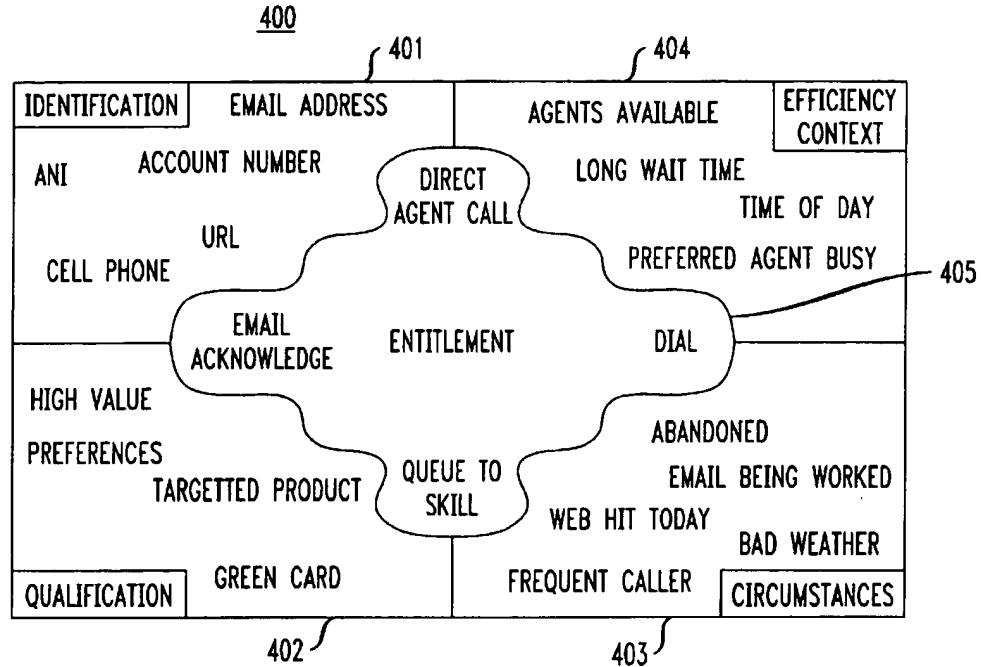 400
401
404
IDENTIFICATION
EMAIL ADDRESS
ACCOUNT NUMBER
ANI
URL
CELL PHONE
AGENTS AVAILABLE
EFFICIENCY
CONTEXT
LONG WAIT TIME
TIME OF DAY
PREFERRED AGENT BUSY
405
DIRECT
AGENT CALL
EMAIL
ACKNOWLEDGE
ENTITLEMENT
DIAL
QUEUE TO
SKILL
HIGH VALUE
PREFERENCES
TARGETTED PRODUCT
GREEN CARD
QUALIFICATION
ABANDONED
EMAIL BEING WORKED
WEB HIT TODAY
BAD WEATHER
FREQUENT CALLER
CIRCUMSTANCES
402
403